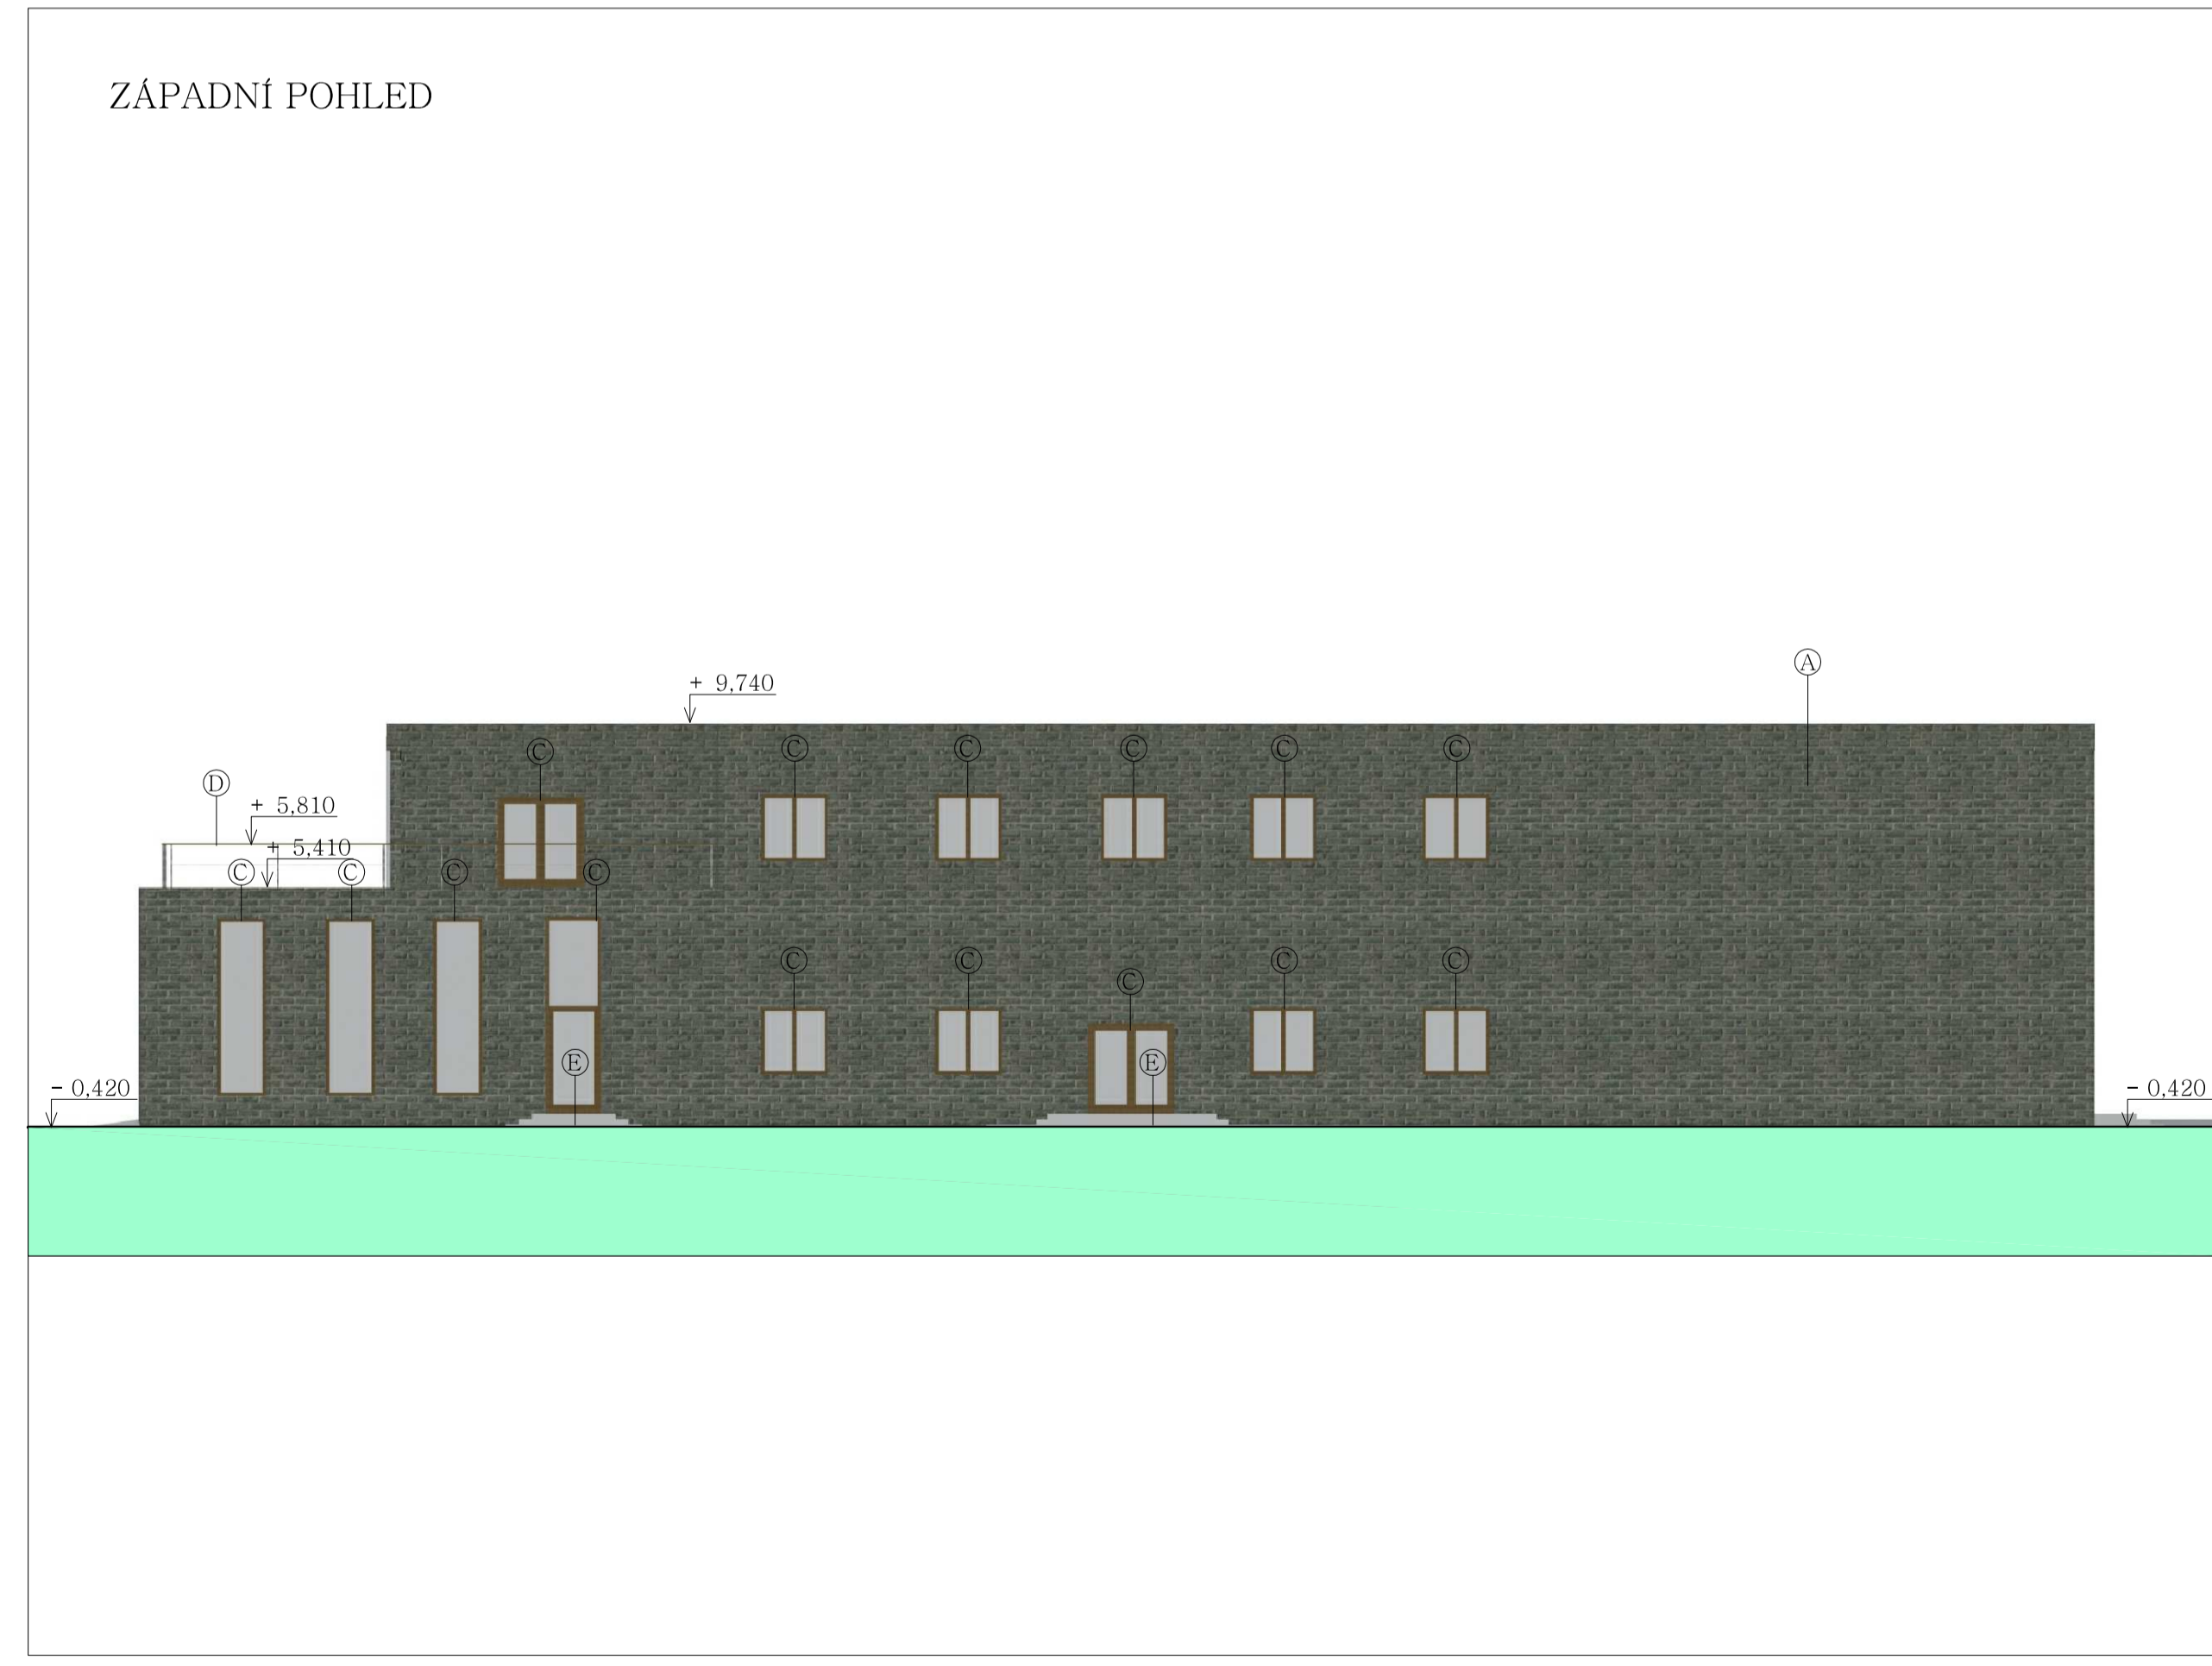 ZÁPADNÍ POHLED
A
+ 9,740
C C C C C C
D
+ 5,810
+ 5,410
C C C C
C C C C
C
E E
- 0,420 - 0,420